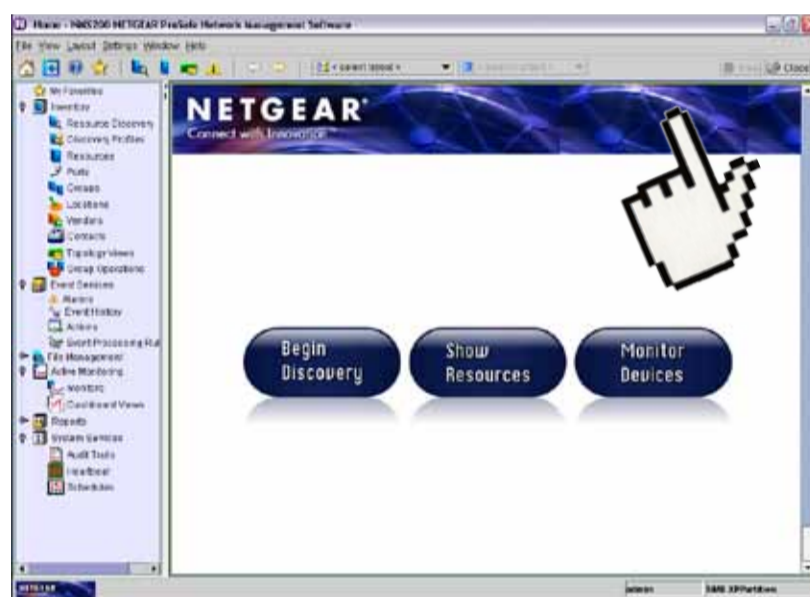 Home - NMS200 NETGEAR ProSafe Network Management Software
File View Layout Settings Window Help
Close
My Favorites
Inventory
Resource Discovery
Discovery Profiles
Resources
Ports
Groups
Locations
Vendors
Contacts
Topology Views
Group Operations
Event Services
Alarms
Event History
Actions
Event Processing Rul
File Management
Active Monitoring
Monitors
Dashboard Views
Reports
System Services
Audit Trails
Heartbeat
Schedules
NETGEAR
Connect with Innovation
Begin
Discovery
Show
Resources
Monitor
Devices
NETGEAR
admin